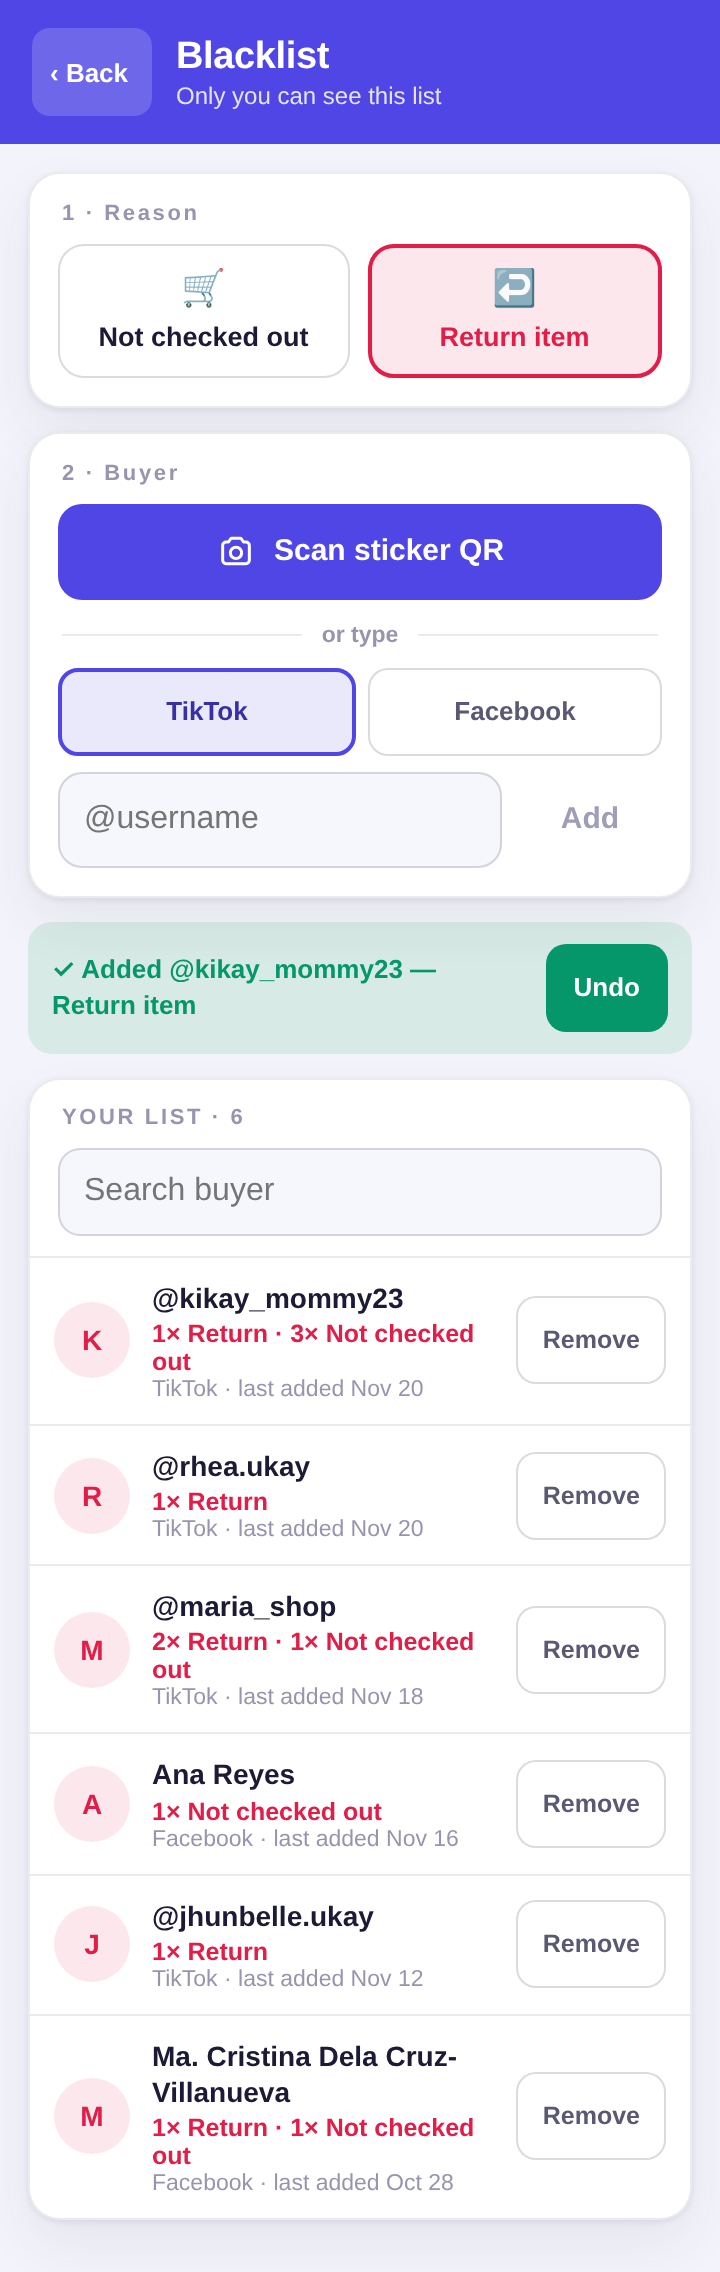 ‹ Back
Blacklist
Only you can see this list
1 · Reason
Not checked out
Return item
2 · Buyer
Scan sticker QR
or type
TikTok
Facebook
@username
Add
✓ Added @kikay_mommy23 —
Return item
Undo
YOUR LIST · 6
Search buyer
K
@kikay_mommy23
1× Return · 3× Not checked
out
TikTok · last added Nov 20
Remove
R
@rhea.ukay
1× Return
TikTok · last added Nov 20
Remove
M
@maria_shop
2× Return · 1× Not checked
out
TikTok · last added Nov 18
Remove
A
Ana Reyes
1× Not checked out
Facebook · last added Nov 16
Remove
J
@jhunbelle.ukay
1× Return
TikTok · last added Nov 12
Remove
M
Ma. Cristina Dela Cruz-
Villanueva
1× Return · 1× Not checked
out
Facebook · last added Oct 28
Remove